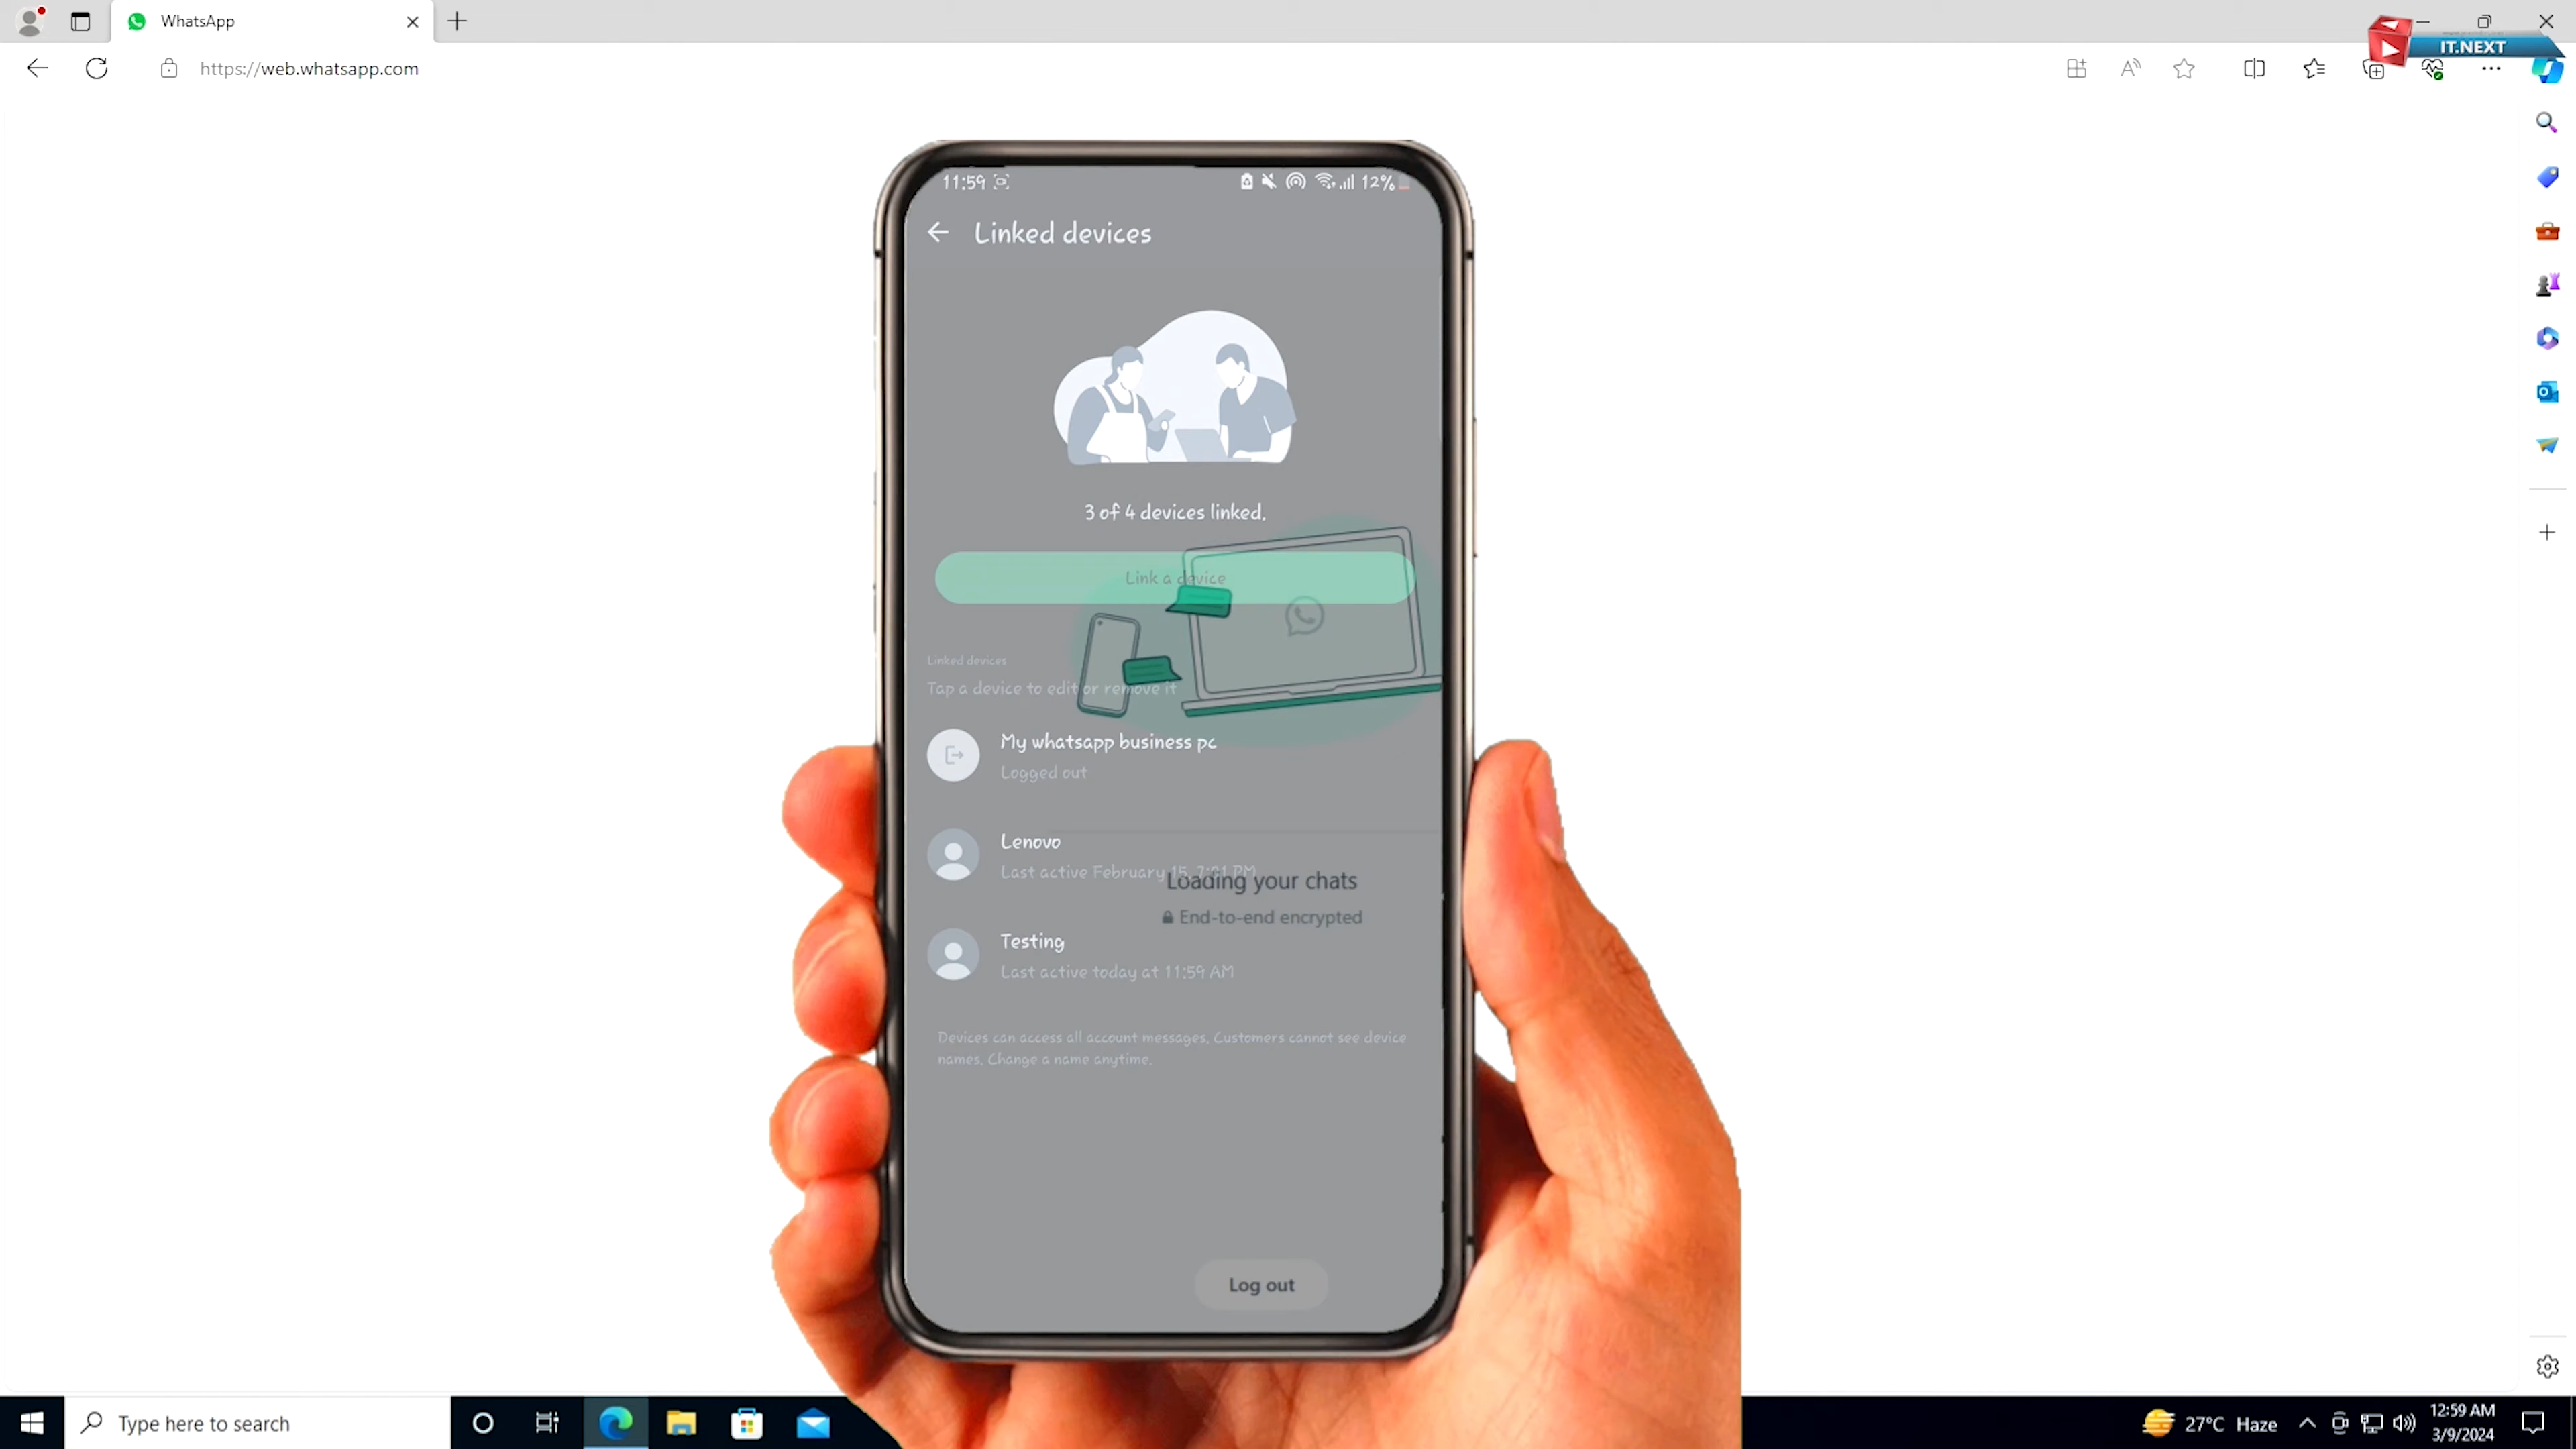 WhatsApp
IT.NEXT
https://web.whatsapp.com
11:59
12%
Linked devices
3 of 4 devices linked.
Link a device
Linked devices
Tap a device to edit or remove it
My whatsapp business pc
Logged out
Lenovo
Last active February 15, 7:01 PM
Loading your chats
End-to-end encrypted
Testing
Last active today at 11:59 AM
Devices can access all account messages. Customers cannot see device
names. Change a name anytime.
Log out
Type here to search
27°C Haze
12:59 AM
3/9/2024